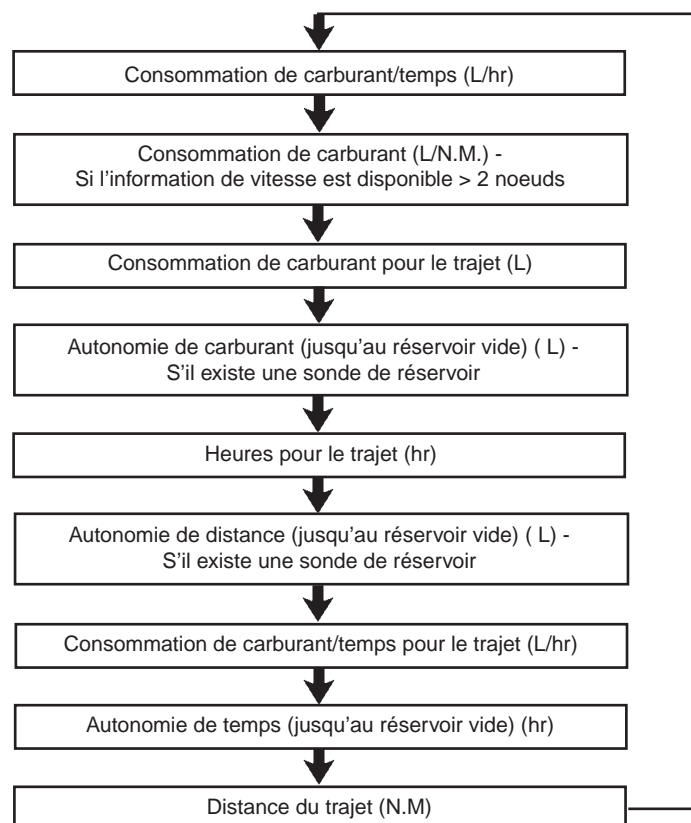 Consommation de carburant/temps (L/hr)
Consommation de carburant (L/N.M.) -
Si l'information de vitesse est disponible > 2 noeuds
Consommation de carburant pour le trajet (L)
Autonomie de carburant (jusqu'au réservoir vide) ( L) -
S'il existe une sonde de réservoir
Heures pour le trajet (hr)
Autonomie de distance (jusqu'au réservoir vide) ( L) -
S'il existe une sonde de réservoir
Consommation de carburant/temps pour le trajet (L/hr)
Autonomie de temps (jusqu'au réservoir vide) (hr)
Distance du trajet (N.M)